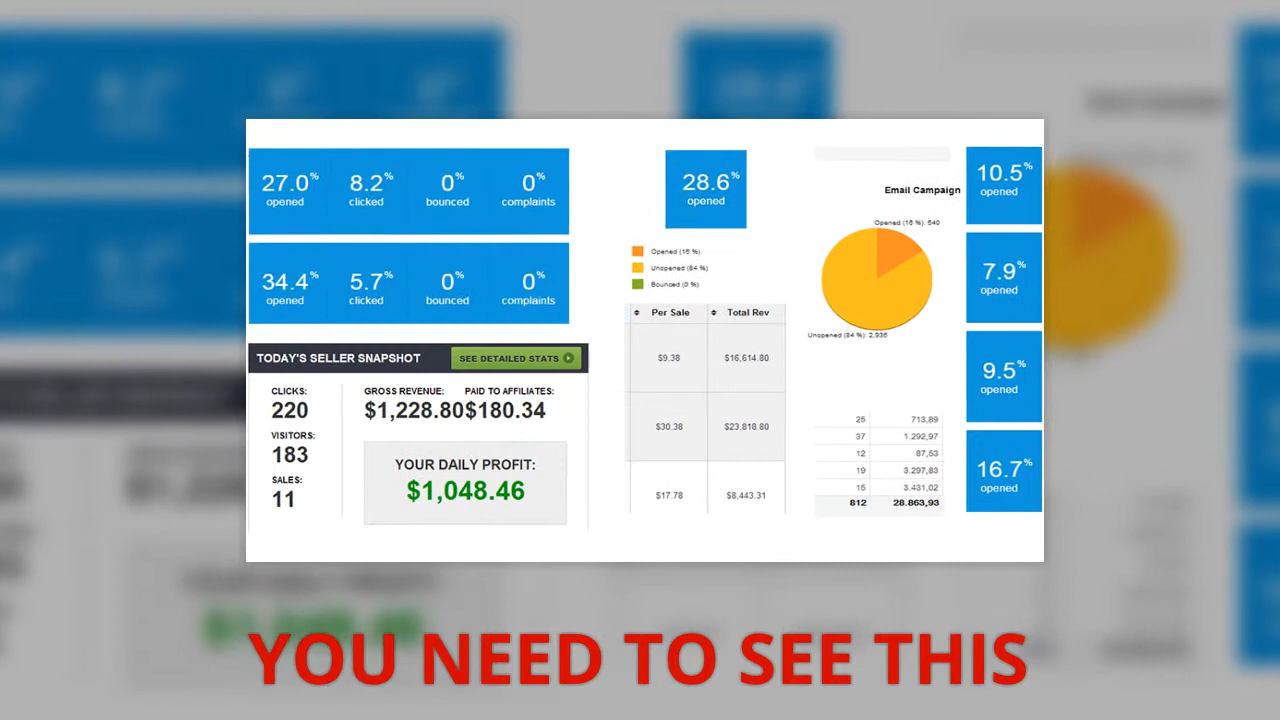 27.0% opened
8.2% clicked
0% bounced
0% complaints
34.4% opened
5.7% clicked
0% bounced
0% complaints
TODAY'S SELLER SNAPSHOT
SEE DETAILED STATS
CLICKS:
220
VISITORS:
183
SALES:
11
GROSS REVENUE:
$1,228.80
PAID TO AFFILIATES:
$180.34
YOUR DAILY PROFIT:
$1,048.46
28.6% opened
Opened (16 %)
Unopened (84 %)
Bounced (0 %)
Per Sale Total Rev
$9.38 $16,614.80
$30.38 $23,818.80
$17.78 $8,443.31
Email Campaign
Opened (16 %): 540
Unopened (84 %): 2,936
25 713,89
37 1.292,97
12 87,53
19 3.297,83
15 3.431,02
812 28.863,93
10.5% opened
7.9% opened
9.5% opened
16.7% opened
YOU NEED TO SEE THIS